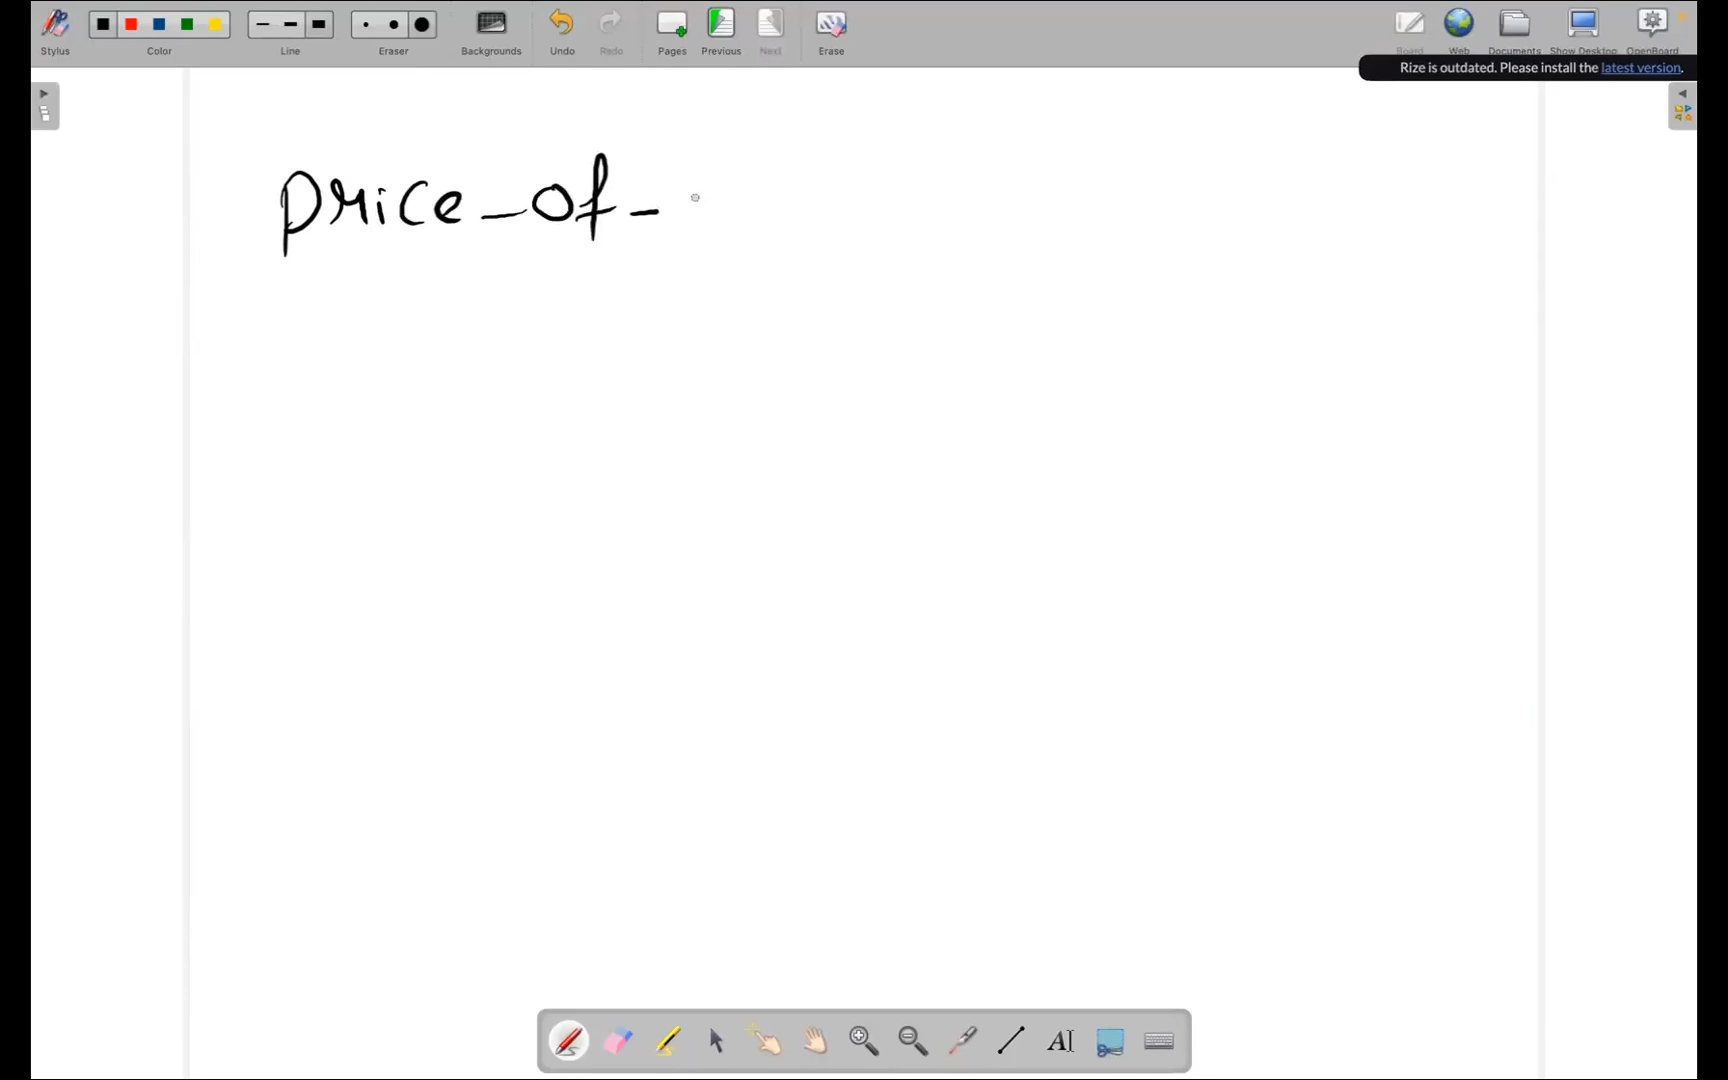 Stylus Color Line Eraser Backgrounds Undo Redo Pages Previous Next Erase Board Web Documents Show Desktop OpenBoard
Rize is outdated. Please install the latest version.
price_of_